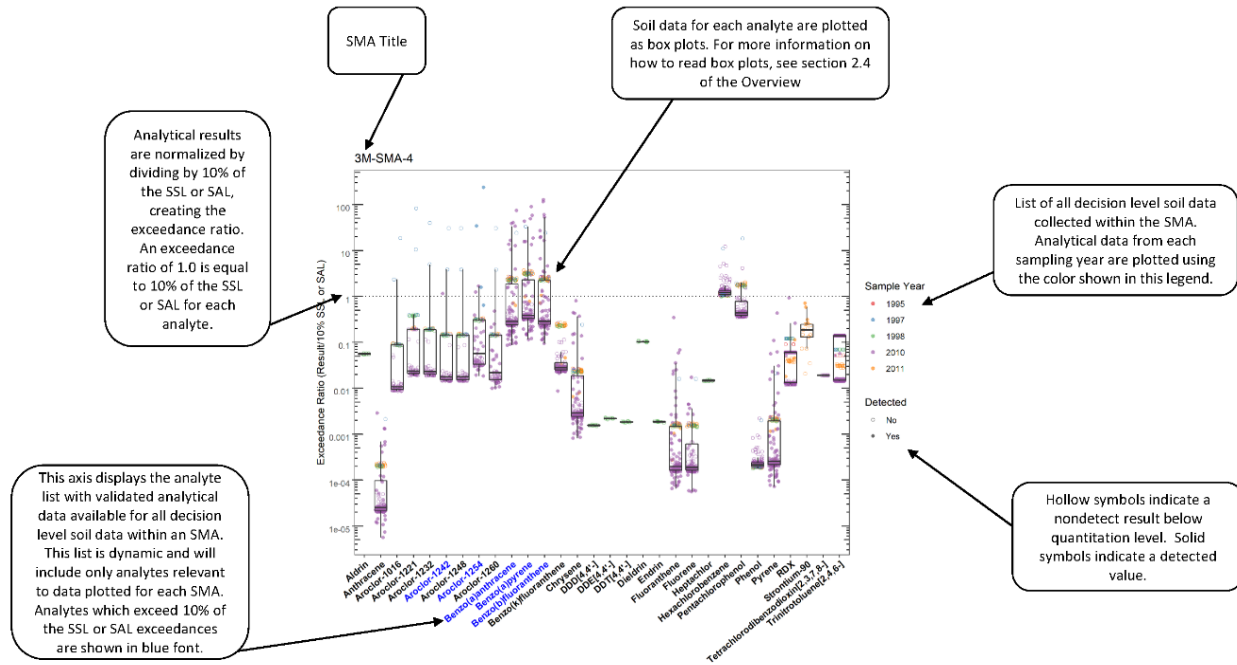 SMA Title
Soil data for each analyte are plotted
as box plots. For more information on
how to read box plots, see section 2.4
of the Overview
Analytical results
are normalized by
dividing by 10% of
the SSL or SAL,
creating the
exceedance ratio.
An exceedance
ratio of 1.0 is equal
to 10% of the SSL
or SAL for each
analyte.
3M-SMA-4
Exceedance Ratio (Result/10% SSL or SAL)
100
10
1
0.1
0.01
0.001
1e-04
1e-05
Aldrin
Anthracene
Aroclor-1016
Aroclor-1221
Aroclor-1232
Aroclor-1242
Aroclor-1248
Aroclor-1254
Aroclor-1260
Benzo(a)anthracene
Benzo(a)pyrene
Benzo(b)fluoranthene
Benzo(k)fluoranthene
Chrysene
DDD[4,4'-]
DDE[4,4'-]
DDT[4,4'-]
Dieldrin
Endrin
Fluoranthene
Fluorene
Heptachlor
Hexachlorobenzene
Pentachlorophenol
Phenol
Pyrene
RDX
Strontium-90
Tetrachlorodibenzodioxin[2,3,7,8-]
Trinitrotoluene[2,4,6-]
Sample Year
1995
1997
1998
2010
2011
Detected
No
Yes
List of all decision level soil data
collected within the SMA.
Analytical data from each
sampling year are plotted using
the color shown in this legend.
This axis displays the analyte
list with validated analytical
data available for all decision
level soil data within an SMA.
This list is dynamic and will
include only analytes relevant
to data plotted for each SMA.
Analytes which exceed 10% of
the SSL or SAL exceedances
are shown in blue font.
Hollow symbols indicate a
nondetect result below
quantitation level. Solid
symbols indicate a detected
value.